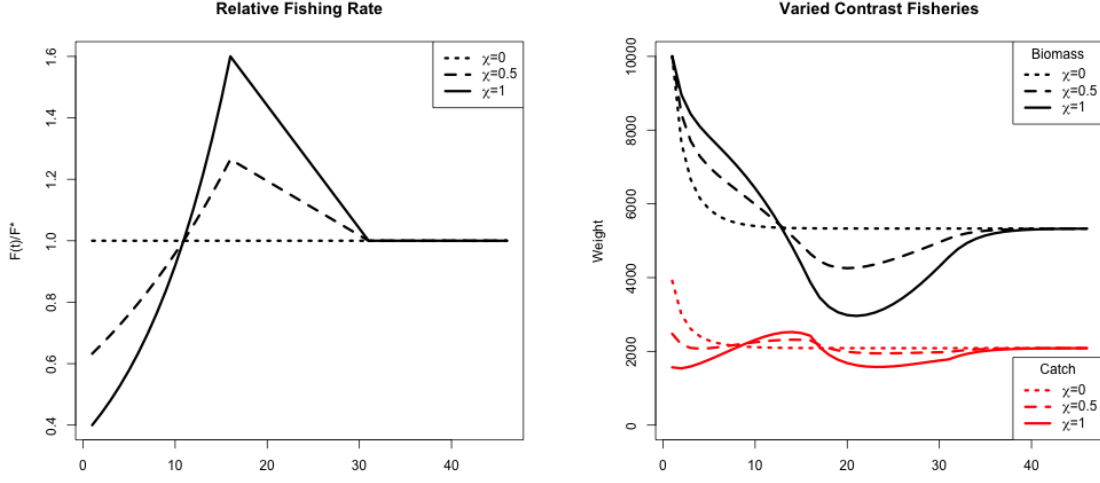 Relative Fishing Rate
F(t)/F*
0.4
0.6
0.8
1.0
1.2
1.4
1.6
0 10 20 30 40
χ=0
χ=0.5
χ=1
Varied Contrast Fisheries
Weight
0
2000
4000
6000
8000
10000
0 10 20 30 40
Biomass
χ=0
χ=0.5
χ=1
Catch
χ=0
χ=0.5
χ=1